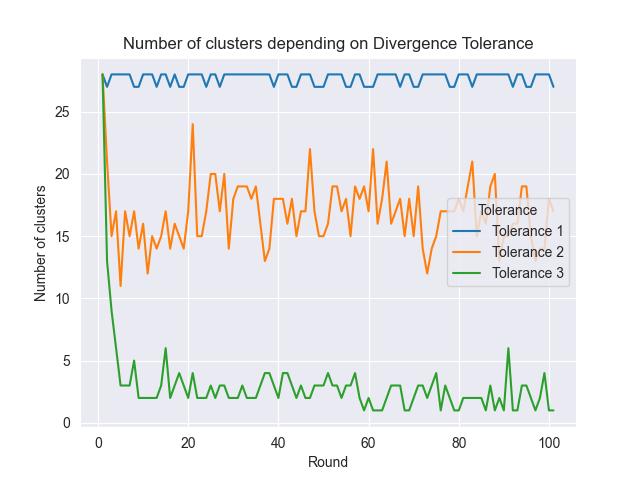 Number of clusters depending on Divergence Tolerance
Number of clusters
25
20
15
10
5
0
Tolerance
Tolerance 1
Tolerance 2
Tolerance 3
0 20 40 60 80 100
Round